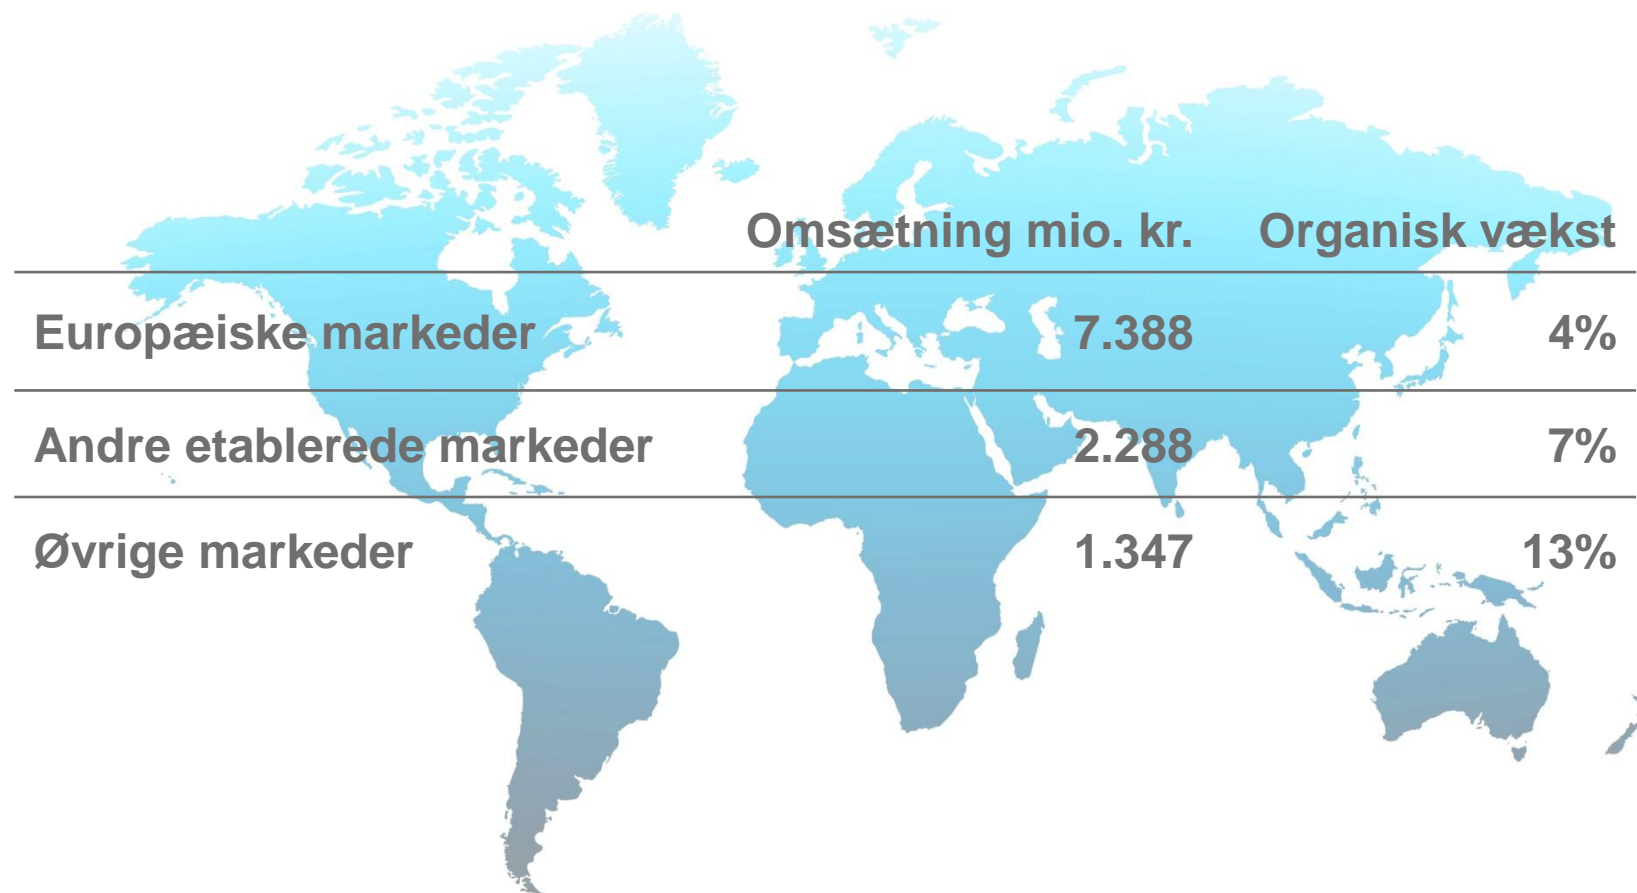 Omsætning mio. kr. Organisk vækst
Europæiske markeder 7.388 4%
Andre etablerede markeder 2.288 7%
Øvrige markeder 1.347 13%